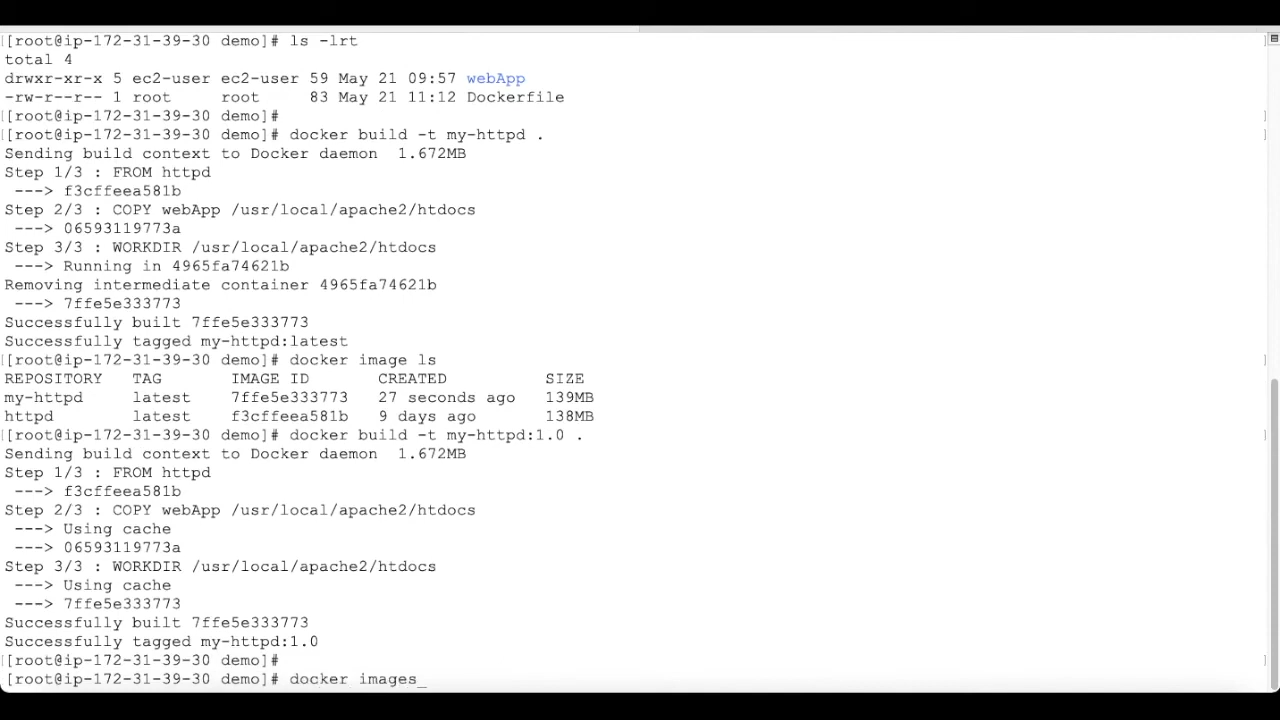 [root@ip-172-31-39-30 demo]# ls -lrt
total 4
drwxr-xr-x 5 ec2-user ec2-user 59 May 21 09:57 webApp
-rw-r--r-- 1 root     root     83 May 21 11:12 Dockerfile
[root@ip-172-31-39-30 demo]#
[root@ip-172-31-39-30 demo]# docker build -t my-httpd .
Sending build context to Docker daemon  1.672MB
Step 1/3 : FROM httpd
 ---> f3cffeea581b
Step 2/3 : COPY webApp /usr/local/apache2/htdocs
 ---> 06593119773a
Step 3/3 : WORKDIR /usr/local/apache2/htdocs
 ---> Running in 4965fa74621b
Removing intermediate container 4965fa74621b
 ---> 7ffe5e333773
Successfully built 7ffe5e333773
Successfully tagged my-httpd:latest
[root@ip-172-31-39-30 demo]# docker image ls
REPOSITORY   TAG       IMAGE ID       CREATED          SIZE
my-httpd     latest    7ffe5e333773   27 seconds ago   139MB
httpd        latest    f3cffeea581b   9 days ago       138MB
[root@ip-172-31-39-30 demo]# docker build -t my-httpd:1.0 .
Sending build context to Docker daemon  1.672MB
Step 1/3 : FROM httpd
 ---> f3cffeea581b
Step 2/3 : COPY webApp /usr/local/apache2/htdocs
 ---> Using cache
 ---> 06593119773a
Step 3/3 : WORKDIR /usr/local/apache2/htdocs
 ---> Using cache
 ---> 7ffe5e333773
Successfully built 7ffe5e333773
Successfully tagged my-httpd:1.0
[root@ip-172-31-39-30 demo]#
[root@ip-172-31-39-30 demo]# docker images_